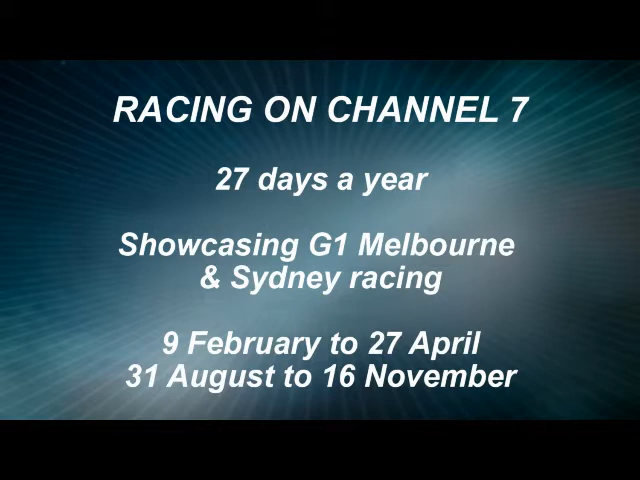 RACING ON CHANNEL 7
27 days a year
Showcasing G1 Melbourne
& Sydney racing
9 February to 27 April
31 August to 16 November